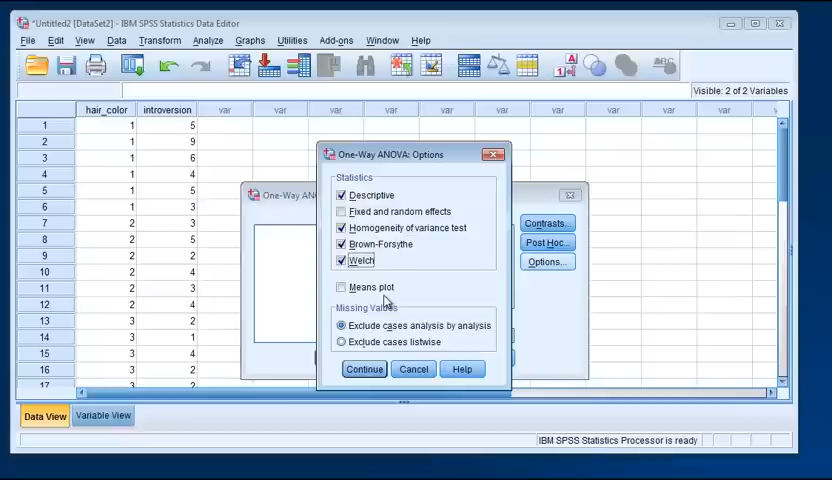 *Untitled2 [DataSet2] - IBM SPSS Statistics Data Editor
File Edit View Data Transform Analyze Graphs Utilities Add-ons Window Help
Visible: 2 of 2 Variables
hair_color introversion var var var var var var var var var var
1 1 5
2 1 9
3 1 6
4 1 4
5 1 5
6 1 3
7 2 3
8 2 5
9 2 2
10 2 4
11 2 3
12 2 4
13 3 2
14 3 1
15 3 4
16 3 2
17 3 2
One-Way AN
Contrasts...
Post Hoc...
Options...
One-Way ANOVA: Options
Statistics
Descriptive
Fixed and random effects
Homogeneity of variance test
Brown-Forsythe
Welch
Means plot
Missing Values
Exclude cases analysis by analysis
Exclude cases listwise
Continue Cancel Help
Data View Variable View
IBM SPSS Statistics Processor is ready